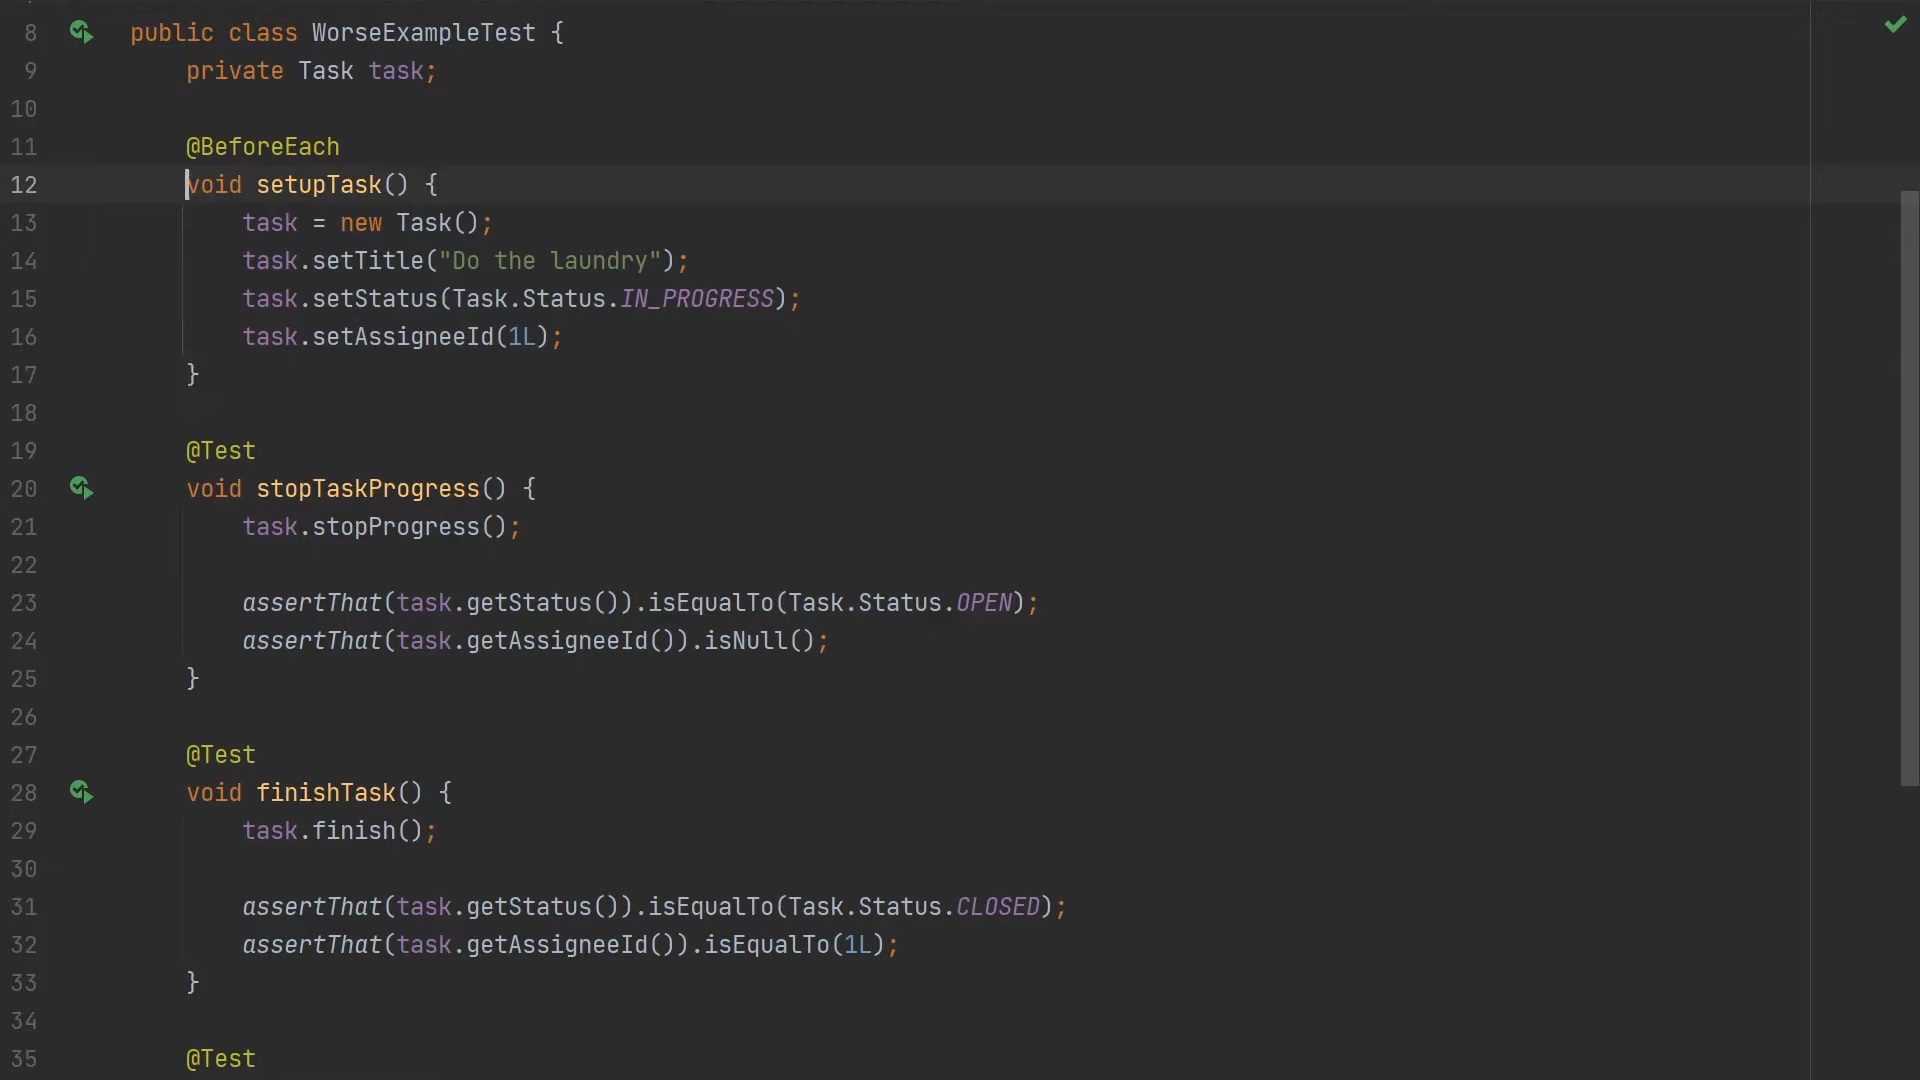 8 public class WorseExampleTest {
9 private Task task;
10
11 @BeforeEach
12 void setupTask() {
13 task = new Task();
14 task.setTitle("Do the laundry");
15 task.setStatus(Task.Status.IN_PROGRESS);
16 task.setAssigneeId(1L);
17 }
18
19 @Test
20 void stopTaskProgress() {
21 task.stopProgress();
22
23 assertThat(task.getStatus()).isEqualTo(Task.Status.OPEN);
24 assertThat(task.getAssigneeId()).isNull();
25 }
26
27 @Test
28 void finishTask() {
29 task.finish();
30
31 assertThat(task.getStatus()).isEqualTo(Task.Status.CLOSED);
32 assertThat(task.getAssigneeId()).isEqualTo(1L);
33 }
34
35 @Test